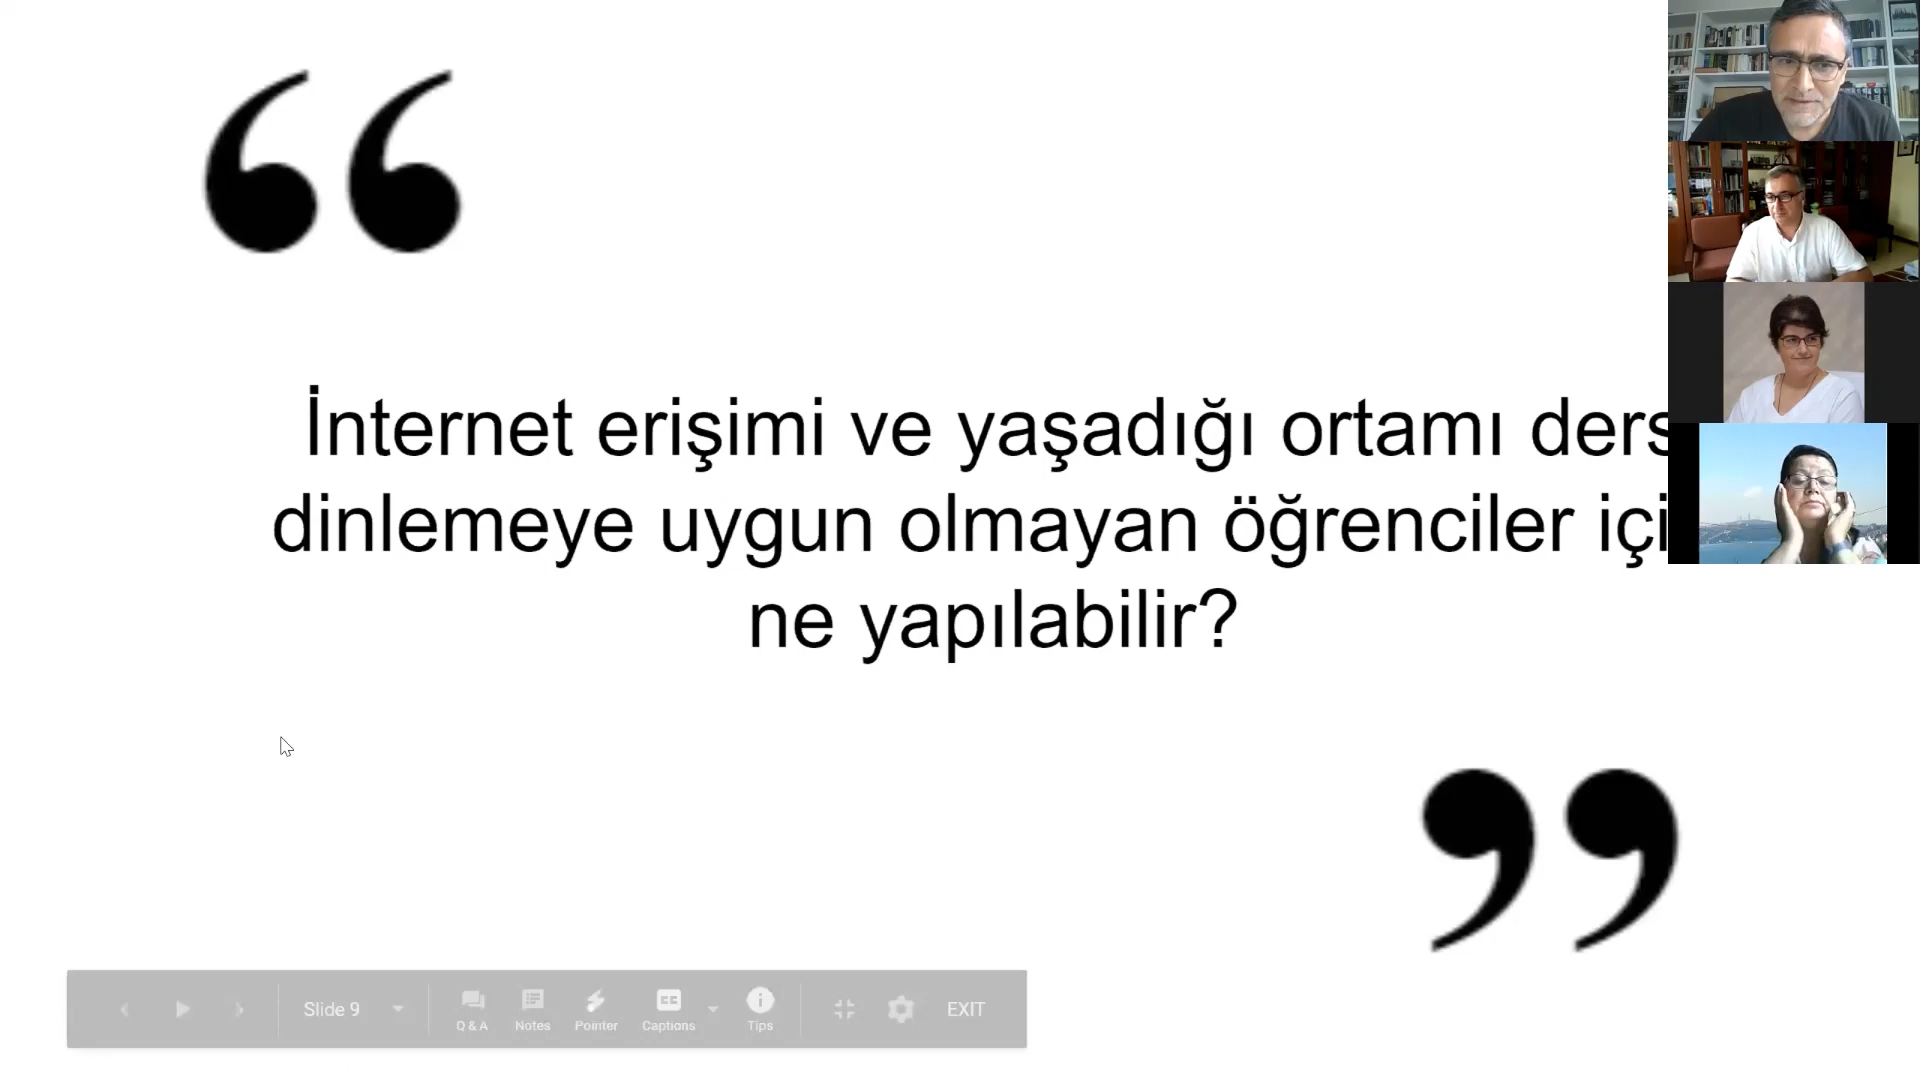 “
İnternet erişimi ve yaşadığı ortamı ders
dinlemeye uygun olmayan öğrenciler içi
ne yapılabilir?
”
Slide 9
Q & A
Notes
Pointer
Captions
Tips
EXIT